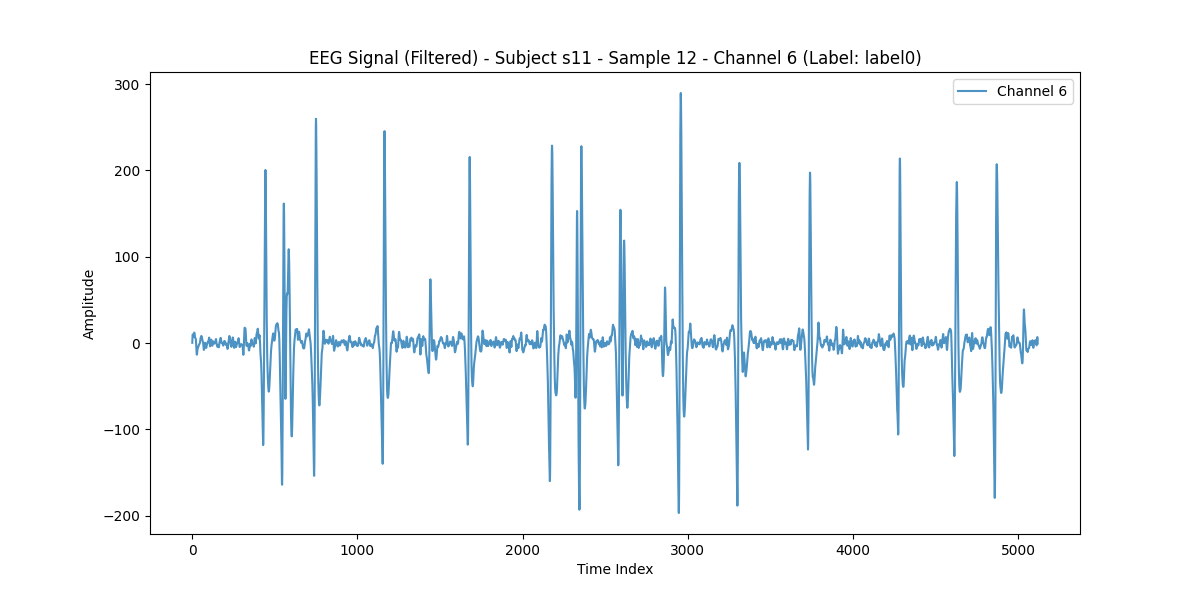 EEG Signal (Filtered) - Subject s11 - Sample 12 - Channel 6 (Label: label0)
Channel 6
300
200
100
0
−100
−200
Amplitude
0 1000 2000 3000 4000 5000
Time Index